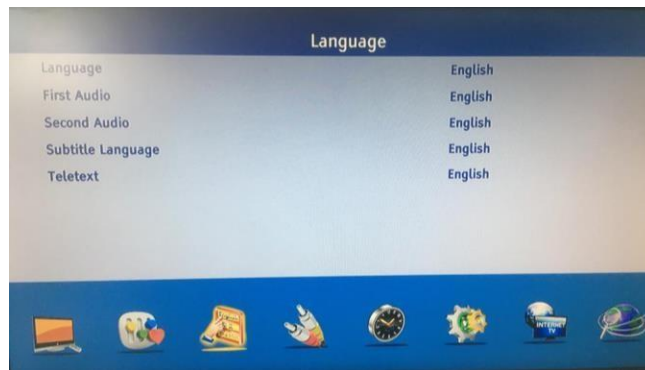 Language
Language English
First Audio English
Second Audio English
Subtitle Language English
Teletext English
INTERNET
TV